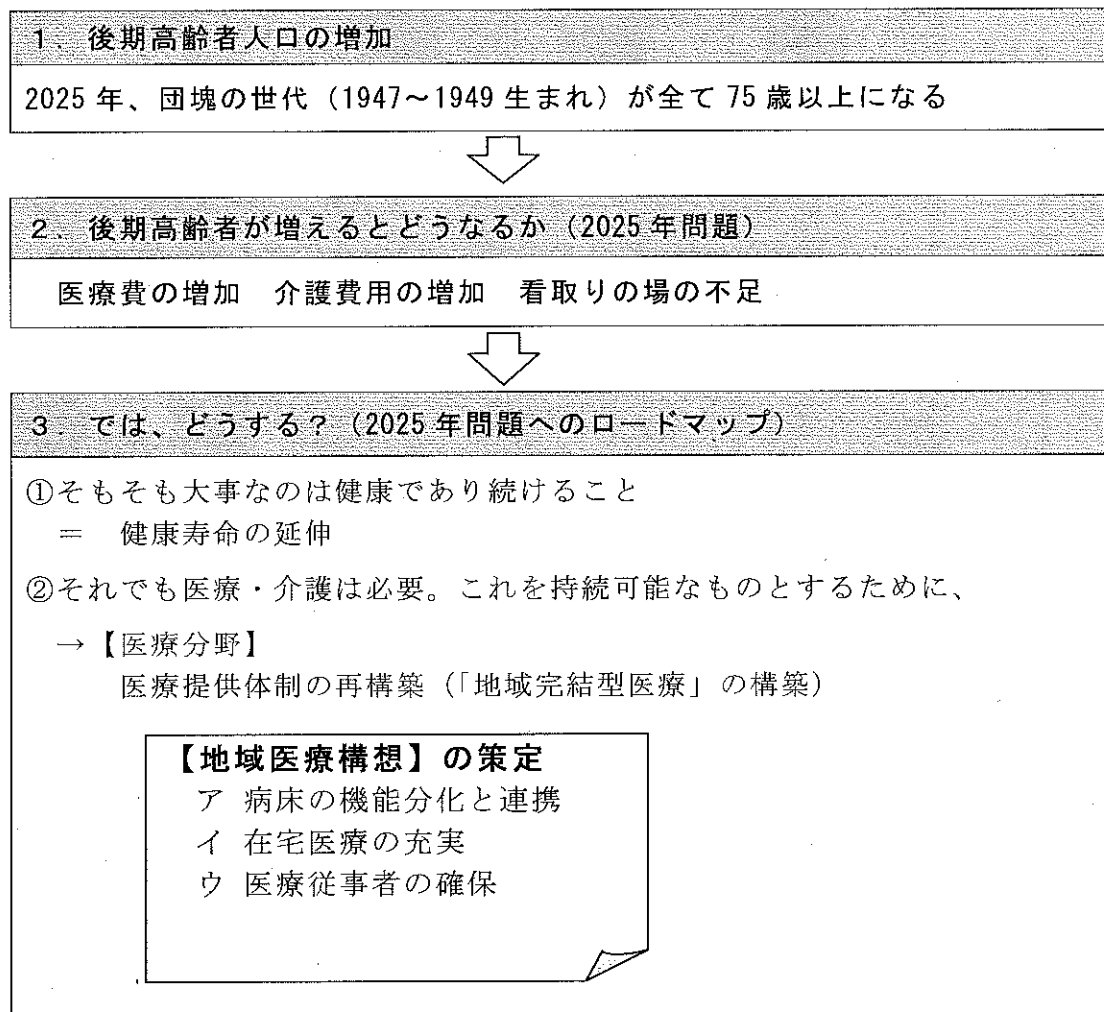 1. 後期高齢者人口の増加
2025年、団塊の世代(1947～1949生まれ)が全て75歳以上になる
2. 後期高齢者が増えるとどうなるか(2025年問題)
医療費の増加 介護費用の増加 看取りの場の不足
3. では、どうする?(2025年問題へのロードマップ)
①そもそも大事なのは健康であり続けること
= 健康寿命の延伸
②それでも医療・介護は必要。これを持続可能なものとするために、
→【医療分野】
医療提供体制の再構築(「地域完結型医療」の構築)
【地域医療構想】の策定
ア 病床の機能分化と連携
イ 在宅医療の充実
ウ 医療従事者の確保